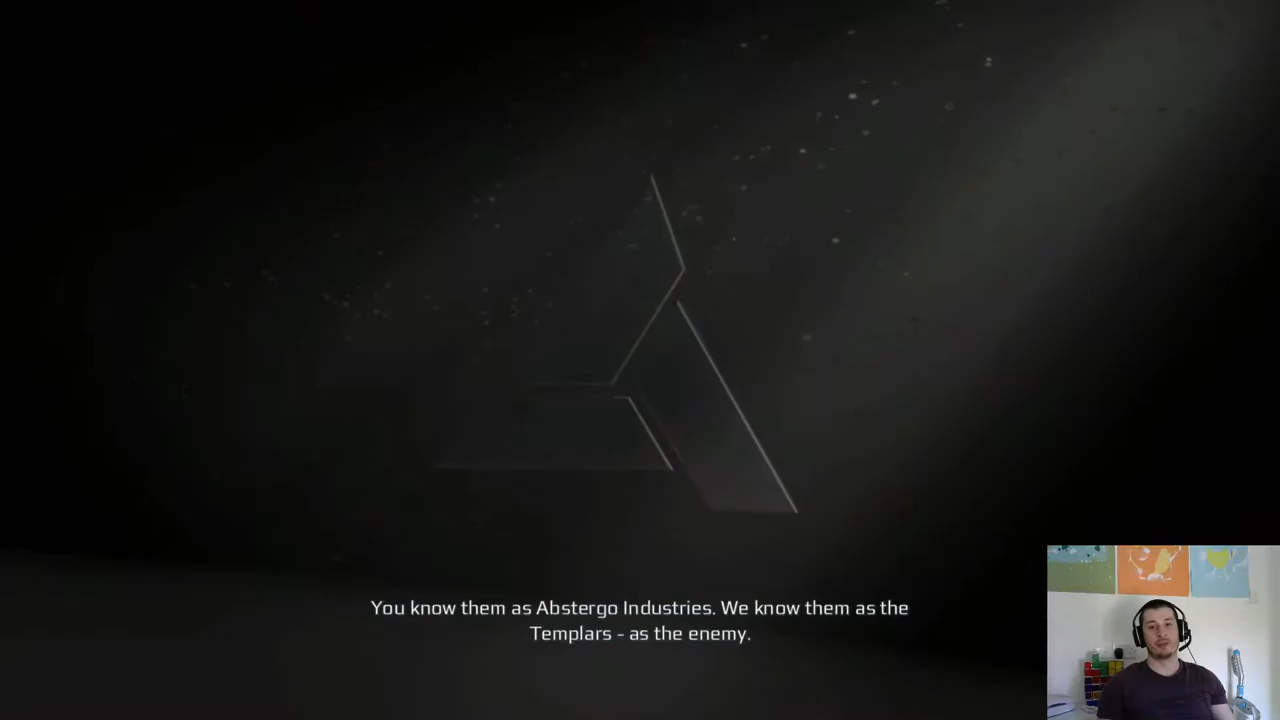 You know them as Abstergo Industries. We know them as the
Templars - as the enemy.